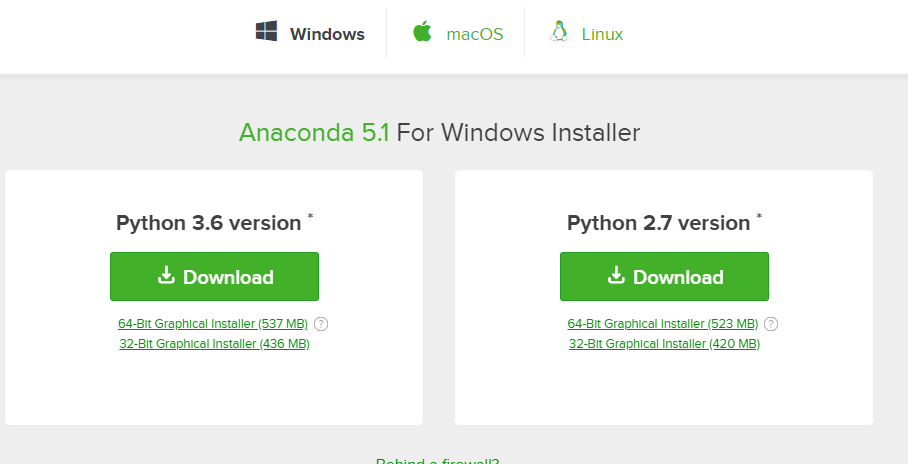 Windows macOS Linux
Anaconda 5.1 For Windows Installer
Python 3.6 version *
Download
64-Bit Graphical Installer (537 MB) ?
32-Bit Graphical Installer (436 MB)
Python 2.7 version *
Download
64-Bit Graphical Installer (523 MB) ?
32-Bit Graphical Installer (420 MB)
Behind a firewall?